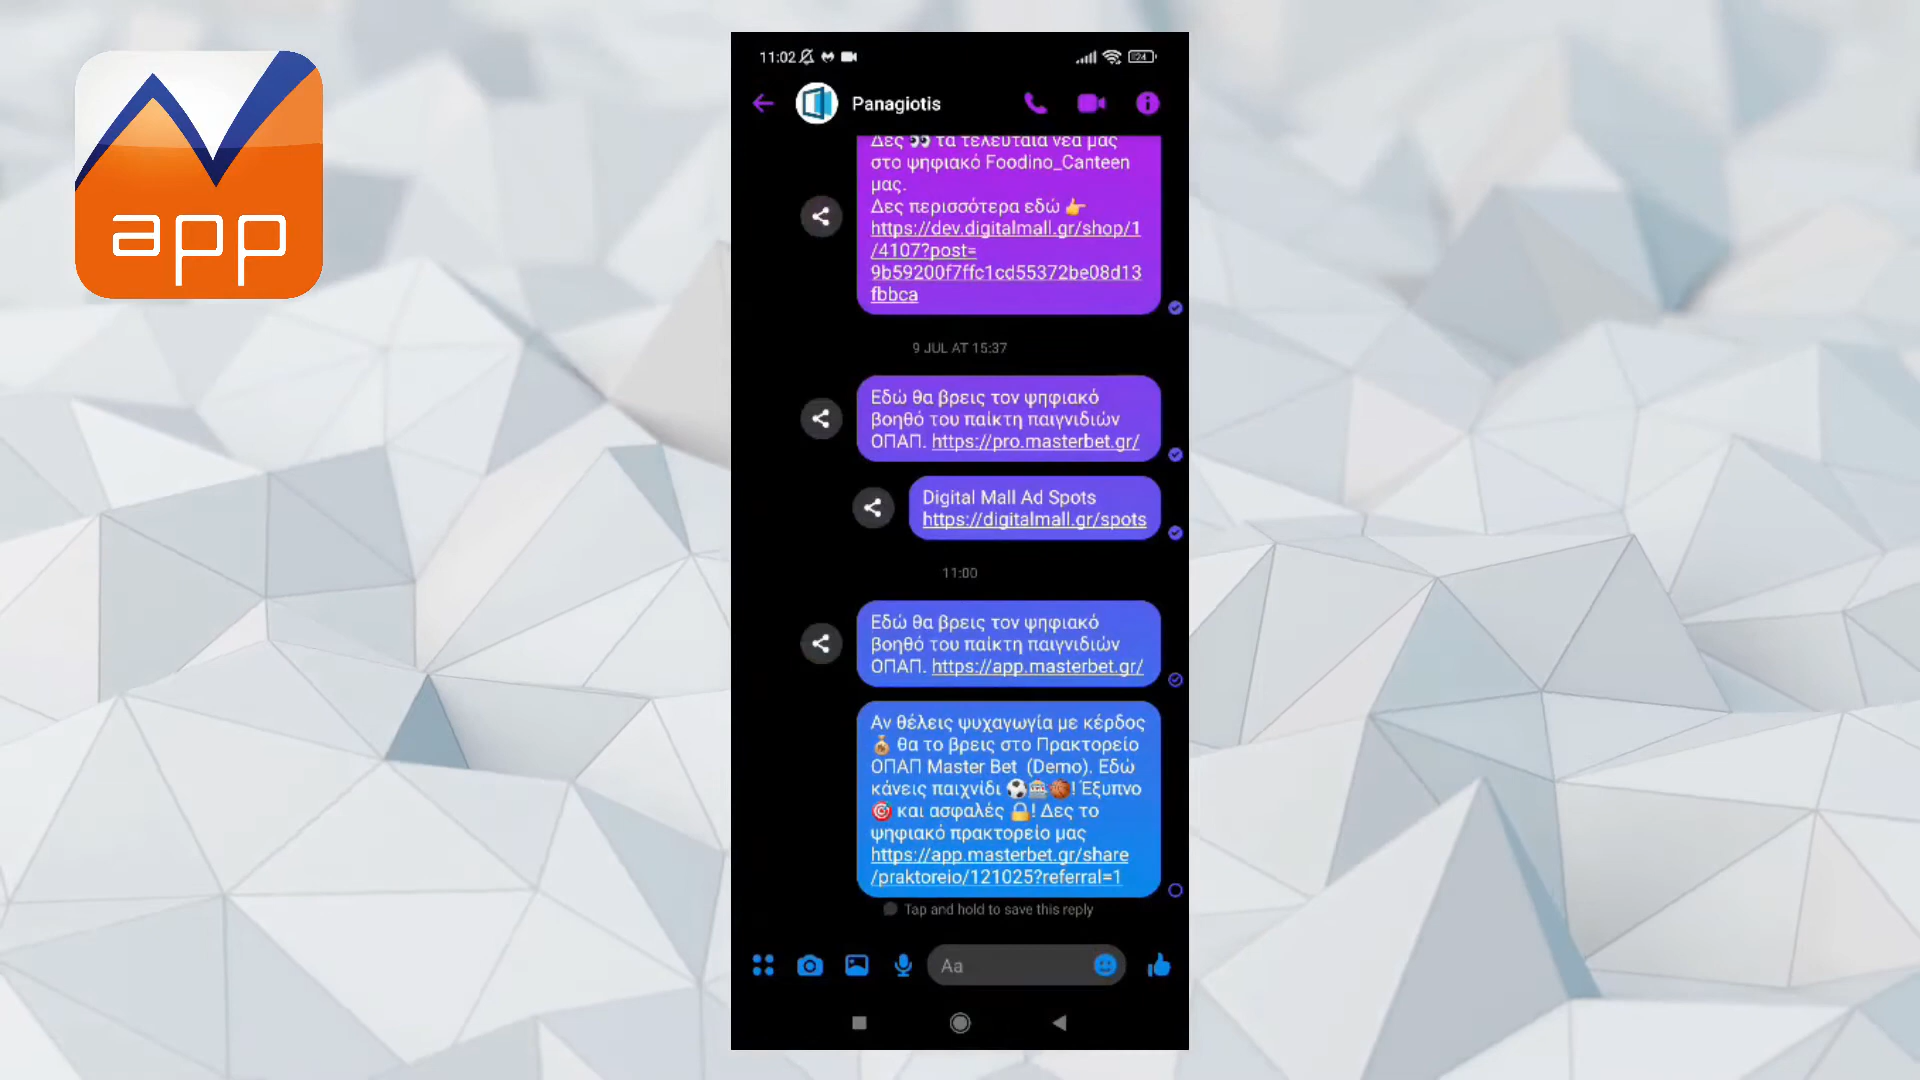 app
11:02
24
Panagiotis
Δες 👀 τα τελευταία νέα μας
στο ψηφιακό Foodino_Canteen
μας.
Δες περισσότερα εδώ 👉
https://dev.digitalmall.gr/shop/1
/4107?post=
9b59200f7ffc1cd55372be08d13
fbbca
9 JUL AT 15:37
Εδώ θα βρεις τον ψηφιακό
βοηθό του παίκτη παιγνιδιών
ΟΠΑΠ. https://pro.masterbet.gr/
Digital Mall Ad Spots
https://digitalmall.gr/spots
11:00
Εδώ θα βρεις τον ψηφιακό
βοηθό του παίκτη παιγνιδιών
ΟΠΑΠ. https://app.masterbet.gr/
Αν θέλεις ψυχαγωγία με κέρδος
💰 θα το βρεις στο Πρακτορείο
ΟΠΑΠ Master Bet (Demo). Εδώ
κάνεις παιχνίδι ⚽🎰🏀! Έξυπνο
🎯 και ασφαλές 🔒! Δες το
ψηφιακό πρακτορείο μας
https://app.masterbet.gr/share
/praktoreio/121025?referral=1
Tap and hold to save this reply
Aa